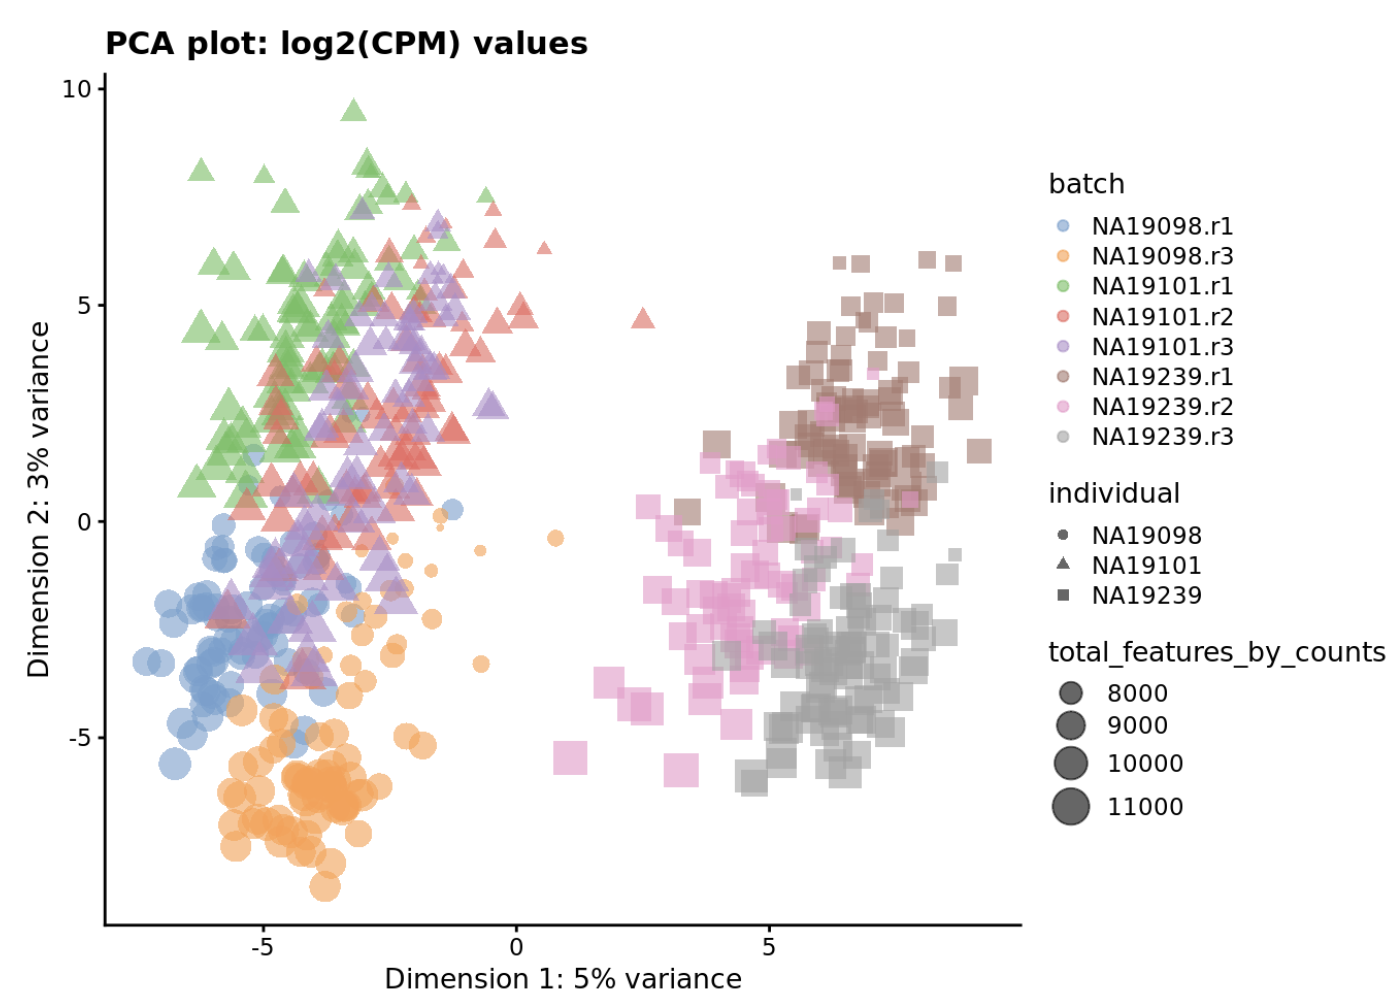 PCA plot: log2(CPM) values
10
5
0
-5
Dimension 2: 3% variance
-5
0
5
Dimension 1: 5% variance
batch
NA19098.r1
NA19098.r3
NA19101.r1
NA19101.r2
NA19101.r3
NA19239.r1
NA19239.r2
NA19239.r3
individual
NA19098
NA19101
NA19239
total_features_by_counts
8000
9000
10000
11000